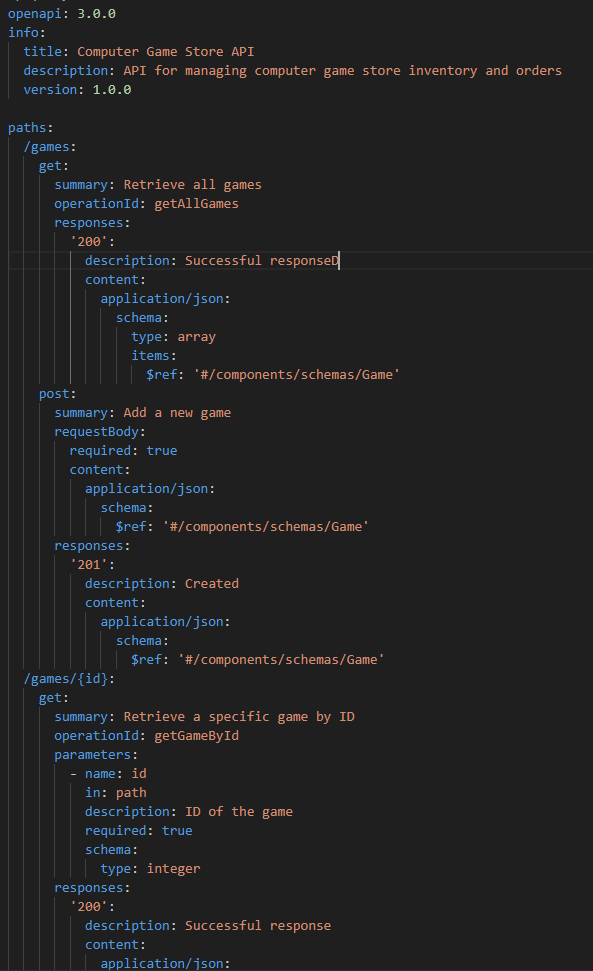 openapi: 3.0.0
info:
  title: Computer Game Store API
  description: API for managing computer game store inventory and orders
  version: 1.0.0

paths:
  /games:
    get:
      summary: Retrieve all games
      operationId: getAllGames
      responses:
        '200':
          description: Successful responseD
          content:
            application/json:
              schema:
                type: array
                items:
                  $ref: '#/components/schemas/Game'
    post:
      summary: Add a new game
      requestBody:
        required: true
        content:
          application/json:
            schema:
              $ref: '#/components/schemas/Game'
      responses:
        '201':
          description: Created
          content:
            application/json:
              schema:
                $ref: '#/components/schemas/Game'
  /games/{id}:
    get:
      summary: Retrieve a specific game by ID
      operationId: getGameById
      parameters:
        - name: id
          in: path
          description: ID of the game
          required: true
          schema:
            type: integer
      responses:
        '200':
          description: Successful response
          content:
            application/json: